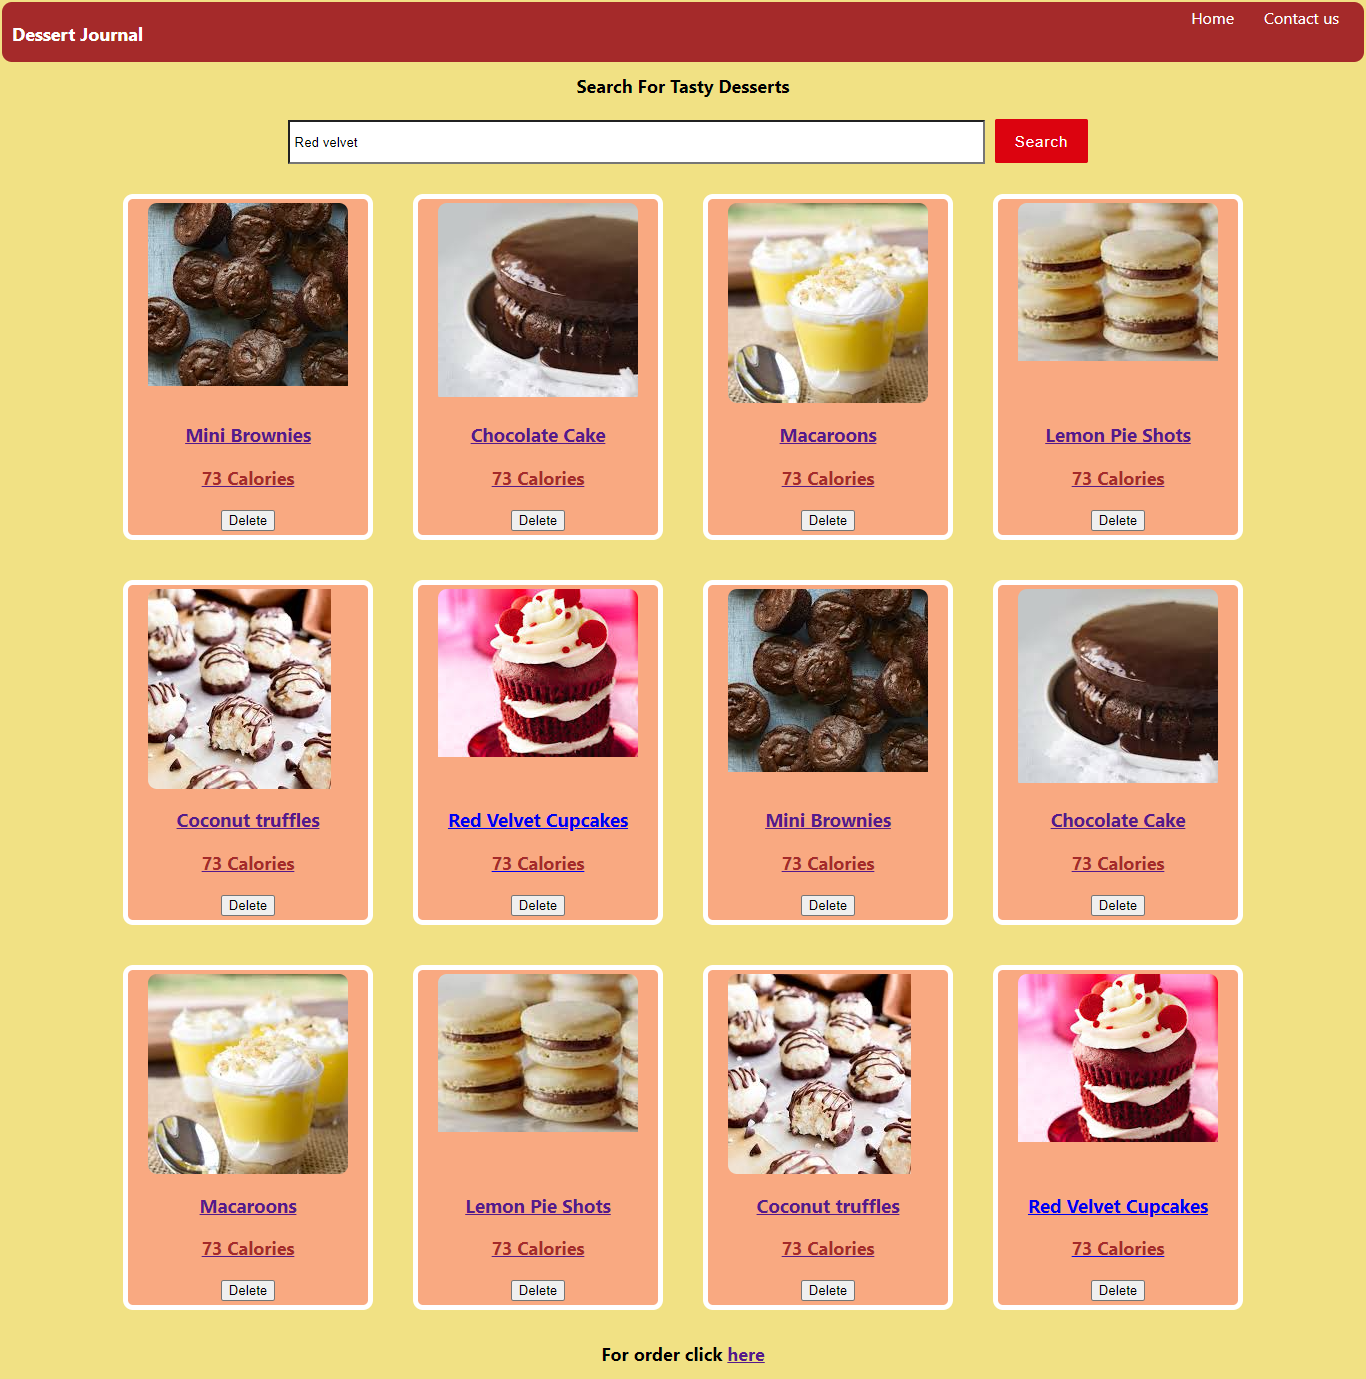 Dessert Journal
Home Contact us
Search For Tasty Desserts
Red velvet Search
Mini Brownies Chocolate Cake Macaroons Lemon Pie Shots
73 Calories 73 Calories 73 Calories 73 Calories
Delete Delete Delete Delete
Coconut truffles Red Velvet Cupcakes Mini Brownies Chocolate Cake
73 Calories 73 Calories 73 Calories 73 Calories
Delete Delete Delete Delete
Macaroons Lemon Pie Shots Coconut truffles Red Velvet Cupcakes
73 Calories 73 Calories 73 Calories 73 Calories
Delete Delete Delete Delete
For order click here